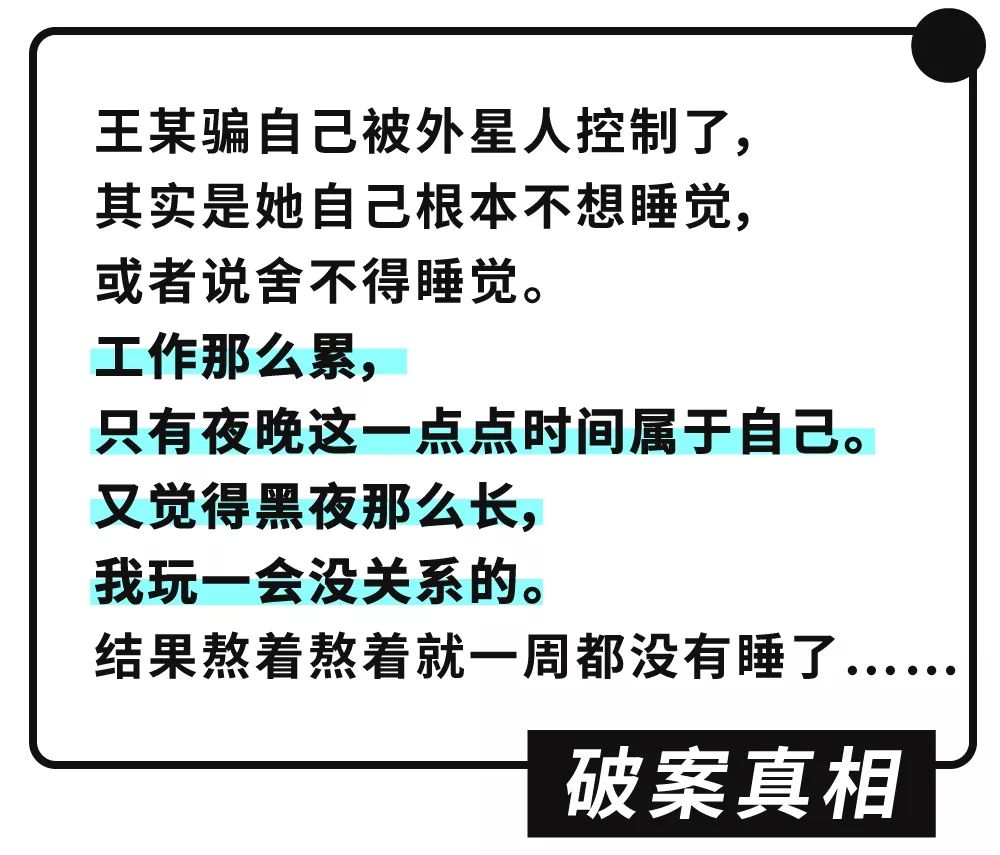 王某骗自己被外星人控制了，
其实是她自己根本不想睡觉，
或者说舍不得睡觉。
工作那么累，
只有夜晚这一点点时间属于自己。
又觉得黑夜那么长，
我玩一会没关系的。
结果熬着熬着就一周都没有睡了……
破案真相